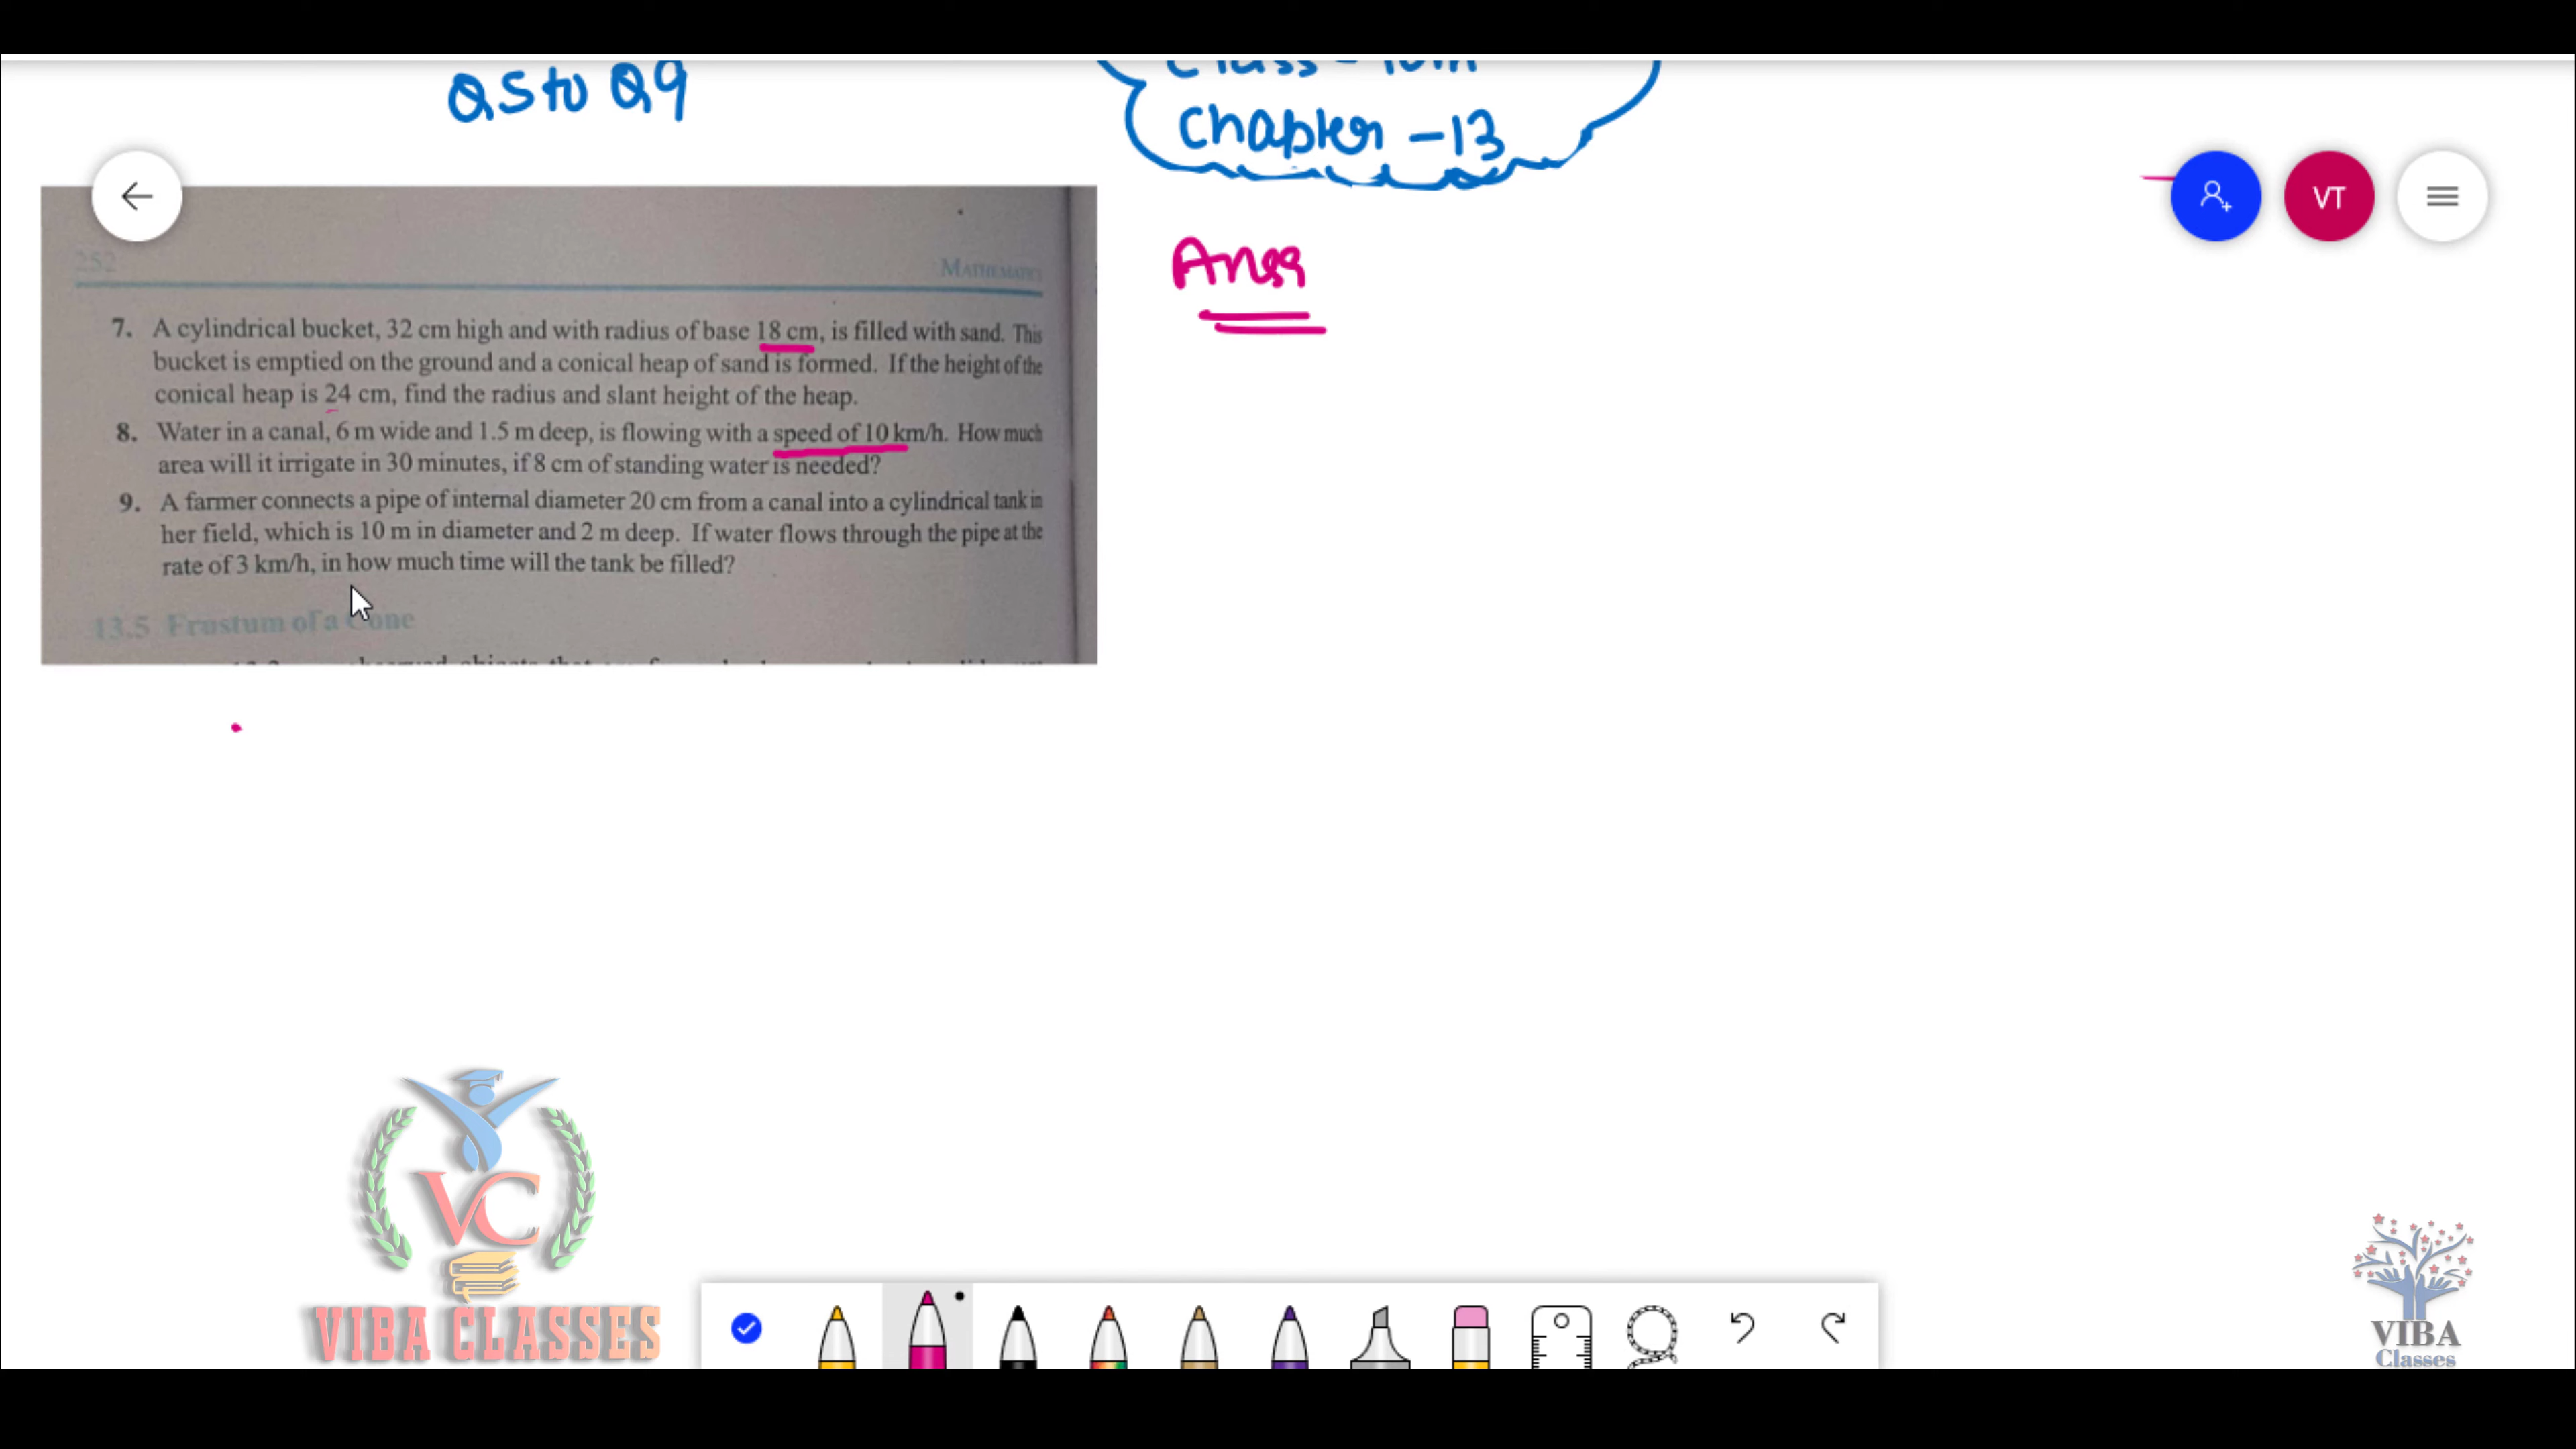 Class - 10th
Q5 to Q9
Chapter -13
VT
Ans9
252
MATHEMATICS
7. A cylindrical bucket, 32 cm high and with radius of base 18 cm, is filled with sand. This
bucket is emptied on the ground and a conical heap of sand is formed. If the height of the
conical heap is 24 cm, find the radius and slant height of the heap.
8. Water in a canal, 6 m wide and 1.5 m deep, is flowing with a speed of 10 km/h. How much
area will it irrigate in 30 minutes, if 8 cm of standing water is needed?
9. A farmer connects a pipe of internal diameter 20 cm from a canal into a cylindrical tank in
her field, which is 10 m in diameter and 2 m deep. If water flows through the pipe at the
rate of 3 km/h, in how much time will the tank be filled?
13.5 Frustum of a Cone
VC
VIBA CLASSES
VIBA
Classes